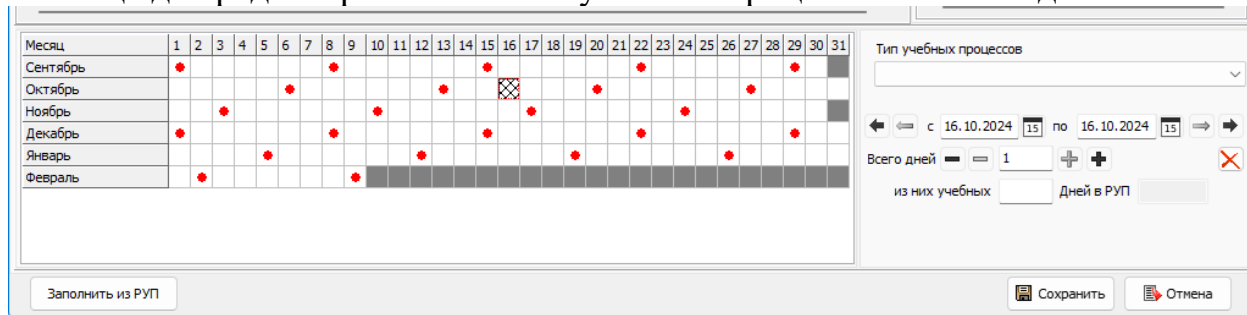 Месяц 1 2 3 4 5 6 7 8 9 10 11 12 13 14 15 16 17 18 19 20 21 22 23 24 25 26 27 28 29 30 31
Сентябрь
Октябрь
Ноябрь
Декабрь
Январь
Февраль
Тип учебных процессов
с 16.10.2024 15 по 16.10.2024 15
Всего дней 1
из них учебных Дней в РУП
Заполнить из РУП Сохранить Отмена